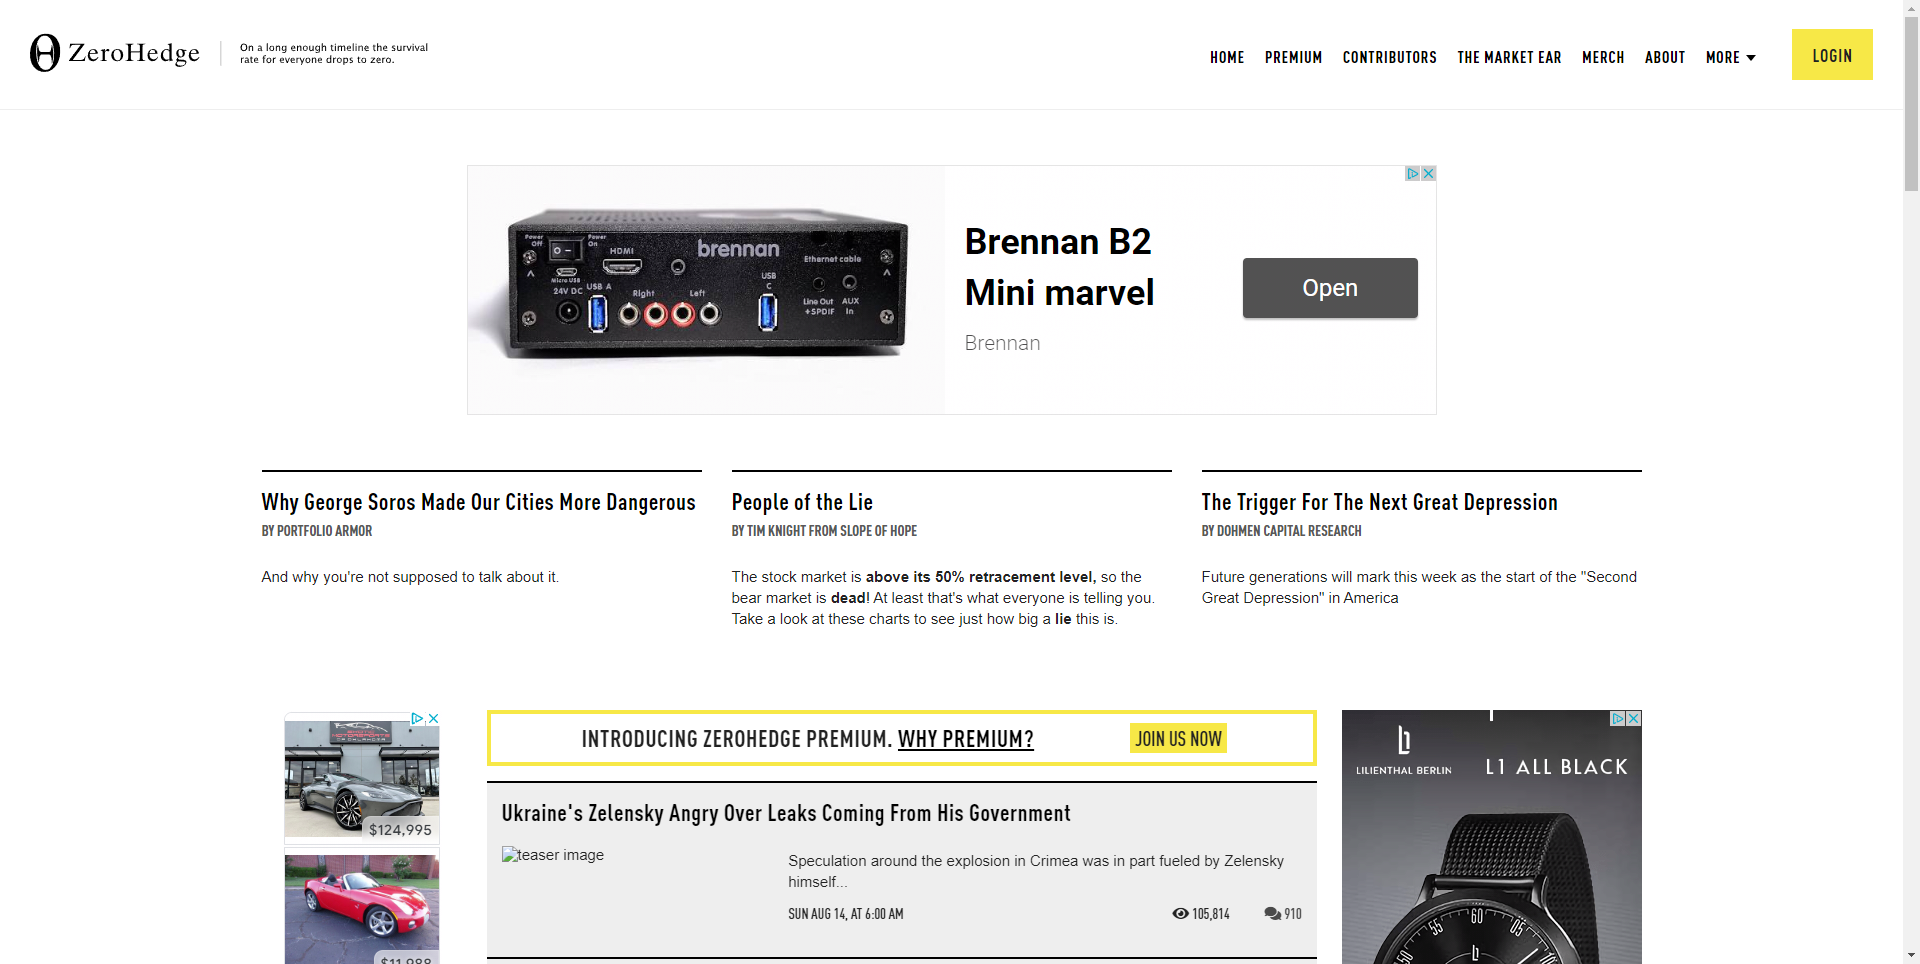 ZeroHedge
On a long enough timeline the survival
rate for everyone drops to zero.
HOME PREMIUM CONTRIBUTORS THE MARKET EAR MERCH ABOUT MORE
LOGIN
Power Off
Power On
HDMI
brennan
Ethernet cable
Micro USB
24V DC
USB A
Right
Left
USB C
Line Out +SPDIF
AUX In
Brennan B2
Mini marvel
Brennan
Open
Why George Soros Made Our Cities More Dangerous
BY PORTFOLIO ARMOR
And why you're not supposed to talk about it.
People of the Lie
BY TIM KNIGHT FROM SLOPE OF HOPE
The stock market is above its 50% retracement level, so the
bear market is dead! At least that's what everyone is telling you.
Take a look at these charts to see just how big a lie this is.
The Trigger For The Next Great Depression
BY DOHMEN CAPITAL RESEARCH
Future generations will mark this week as the start of the "Second
Great Depression" in America
$124,995
$11,988
INTRODUCING ZEROHEDGE PREMIUM. WHY PREMIUM?
JOIN US NOW
Ukraine's Zelensky Angry Over Leaks Coming From His Government
teaser image
Speculation around the explosion in Crimea was in part fueled by Zelensky
himself...
SUN AUG 14, AT 6:00 AM
105,814
910
LILIENTHAL BERLIN
L1 ALL BLACK
50 55 60 05 10